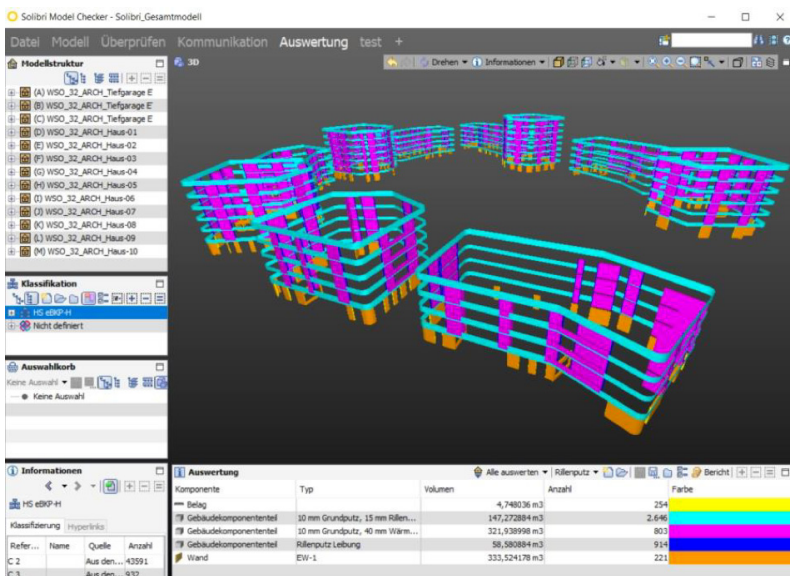 Solibri Model Checker - Solibri_Gesamtmodell
Datei Modell Überprüfen Kommunikation Auswertung test +
Modellstruktur
3D
Drehen
Informationen
(A) WSO_32_ARCH_Tiefgarage E
(B) WSO_32_ARCH_Tiefgarage E
(C) WSO_32_ARCH_Tiefgarage E
(D) WSO_32_ARCH_Haus-01
(E) WSO_32_ARCH_Haus-02
(F) WSO_32_ARCH_Haus-03
(G) WSO_32_ARCH_Haus-04
(H) WSO_32_ARCH_Haus-05
(I) WSO_32_ARCH_Haus-06
(J) WSO_32_ARCH_Haus-07
(K) WSO_32_ARCH_Haus-08
(L) WSO_32_ARCH_Haus-09
(M) WSO_32_ARCH_Haus-10
Klassifikation
HS eBKP-H
Nicht definiert
Auswahlkorb
Keine Auswahl
Keine Auswahl
Informationen
HS eBKP-H
Klassifizierung Hyperlinks
Refer... Name Quelle Anzahl
C 2 Aus den... 43591
C 3 Aus den... 932
Auswertung
Alle auswerten Rillenputz Bericht
Komponente Typ Volumen Anzahl Farbe
Belag 4,748036 m3 254
Gebäudekomponententeil 10 mm Grundputz, 15 mm Rillen... 147,272884 m3 2.646
Gebäudekomponententeil 10 mm Grundputz, 40 mm Wärm... 321,938998 m3 803
Gebäudekomponententeil Rillenputz Leibung 58,580884 m3 914
Wand EW-1 333,524178 m3 221